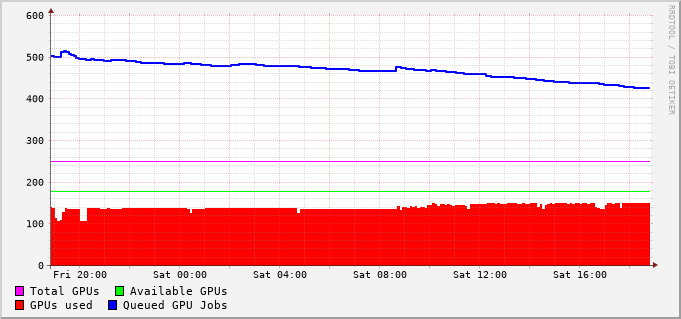 600
500
400
300
200
100
0
Fri 20:00 Sat 00:00 Sat 04:00 Sat 08:00 Sat 12:00 Sat 16:00
Total GPUs Available GPUs
GPUs used Queued GPU Jobs
RRDTOOL / TOBI OETIKER